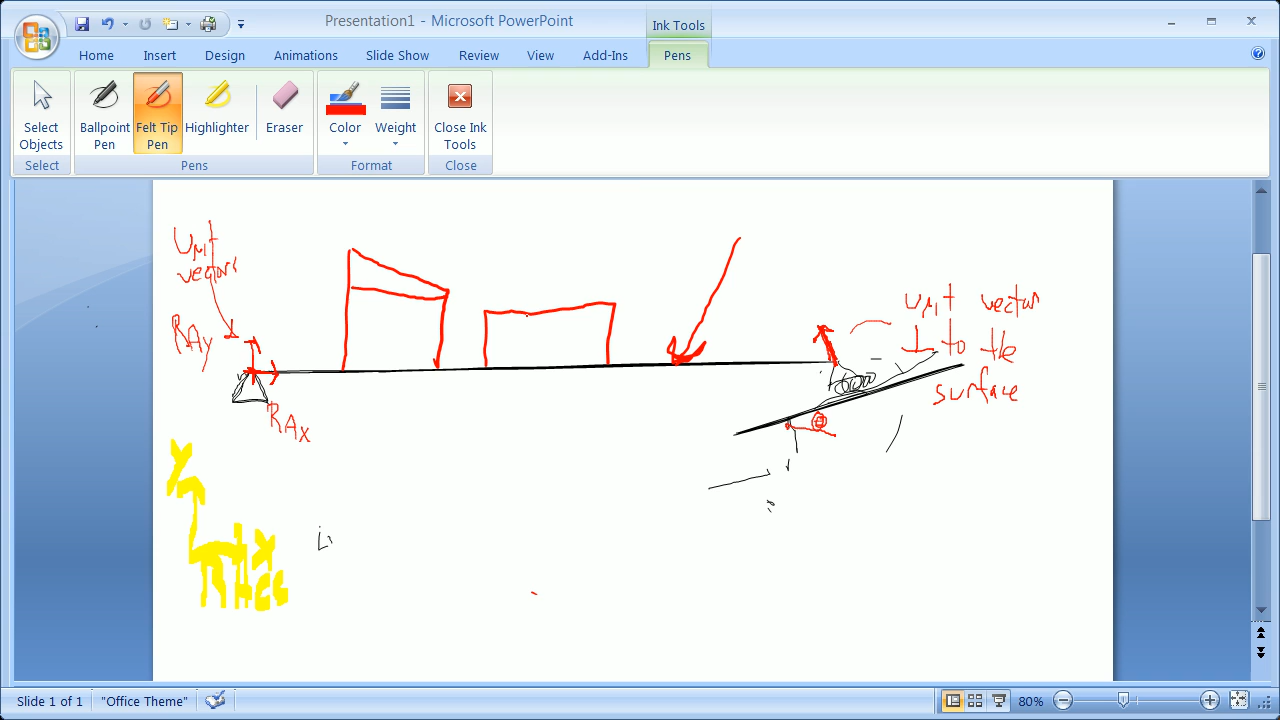 Presentation1 - Microsoft PowerPoint
Ink Tools
Home
Insert
Design
Animations
Slide Show
Review
View
Add-Ins
Pens
Select
Objects
Ballpoint
Pen
Felt Tip
Pen
Highlighter
Eraser
Color
Weight
Close Ink
Tools
Select
Pens
Format
Close
Unit
vectors
RAy
RAx
Unit vector
⊥ to the
surface
θ
Y
X
Slide 1 of 1
"Office Theme"
80%